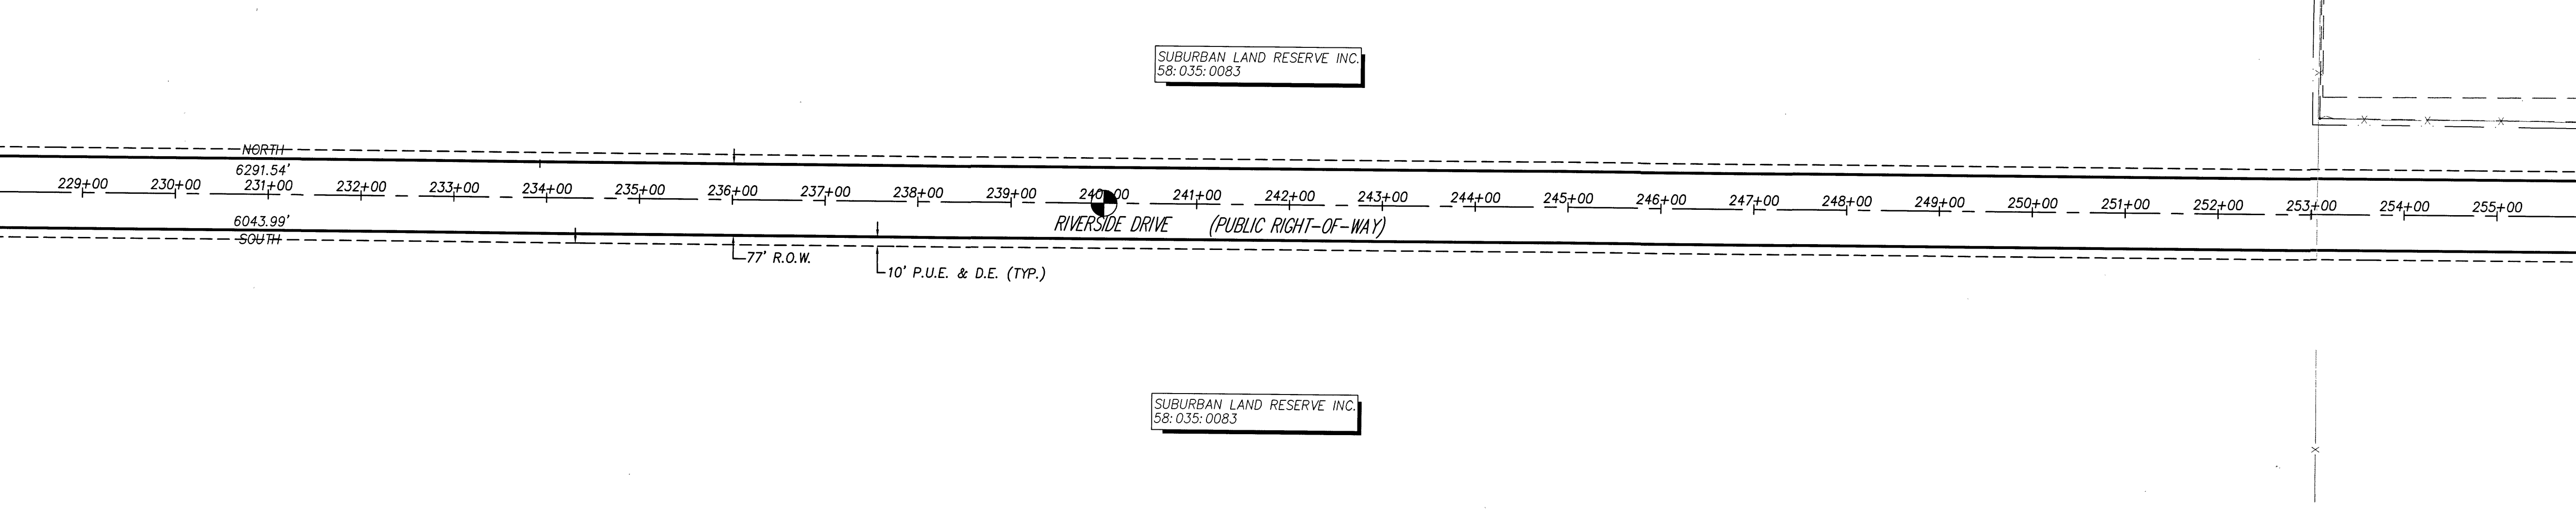 SUBURBAN LAND RESERVE INC.
58:035:0083
NORTH
6291.54'
229+00 230+00 231+00 232+00 233+00 234+00 235+00 236+00 237+00 238+00 239+00 240+00 241+00 242+00 243+00 244+00 245+00 246+00 247+00 248+00 249+00 250+00 251+00 252+00 253+00 254+00 255+00
6043.99'
RIVERSIDE DRIVE (PUBLIC RIGHT-OF-WAY)
SOUTH
77' R.O.W.
10' P.U.E. & D.E. (TYP.)
SUBURBAN LAND RESERVE INC.
58:035:0083